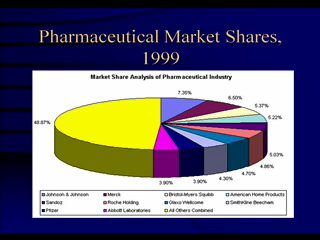 Pharmaceutical Market Shares,
1999
Market Share Analysis of Pharmaceutical Industry
7.35%
6.50%
5.37%
5.22%
5.03%
4.86%
4.70%
4.30%
3.90%
3.90%
48.87%
Johnson & Johnson Merck Bristol-Myers Squibb American Home Products
Sandoz Roche Holding Glaxo Wellcome SmithKline Beecham
Pfizer Abbott Laboratories All Others Combined